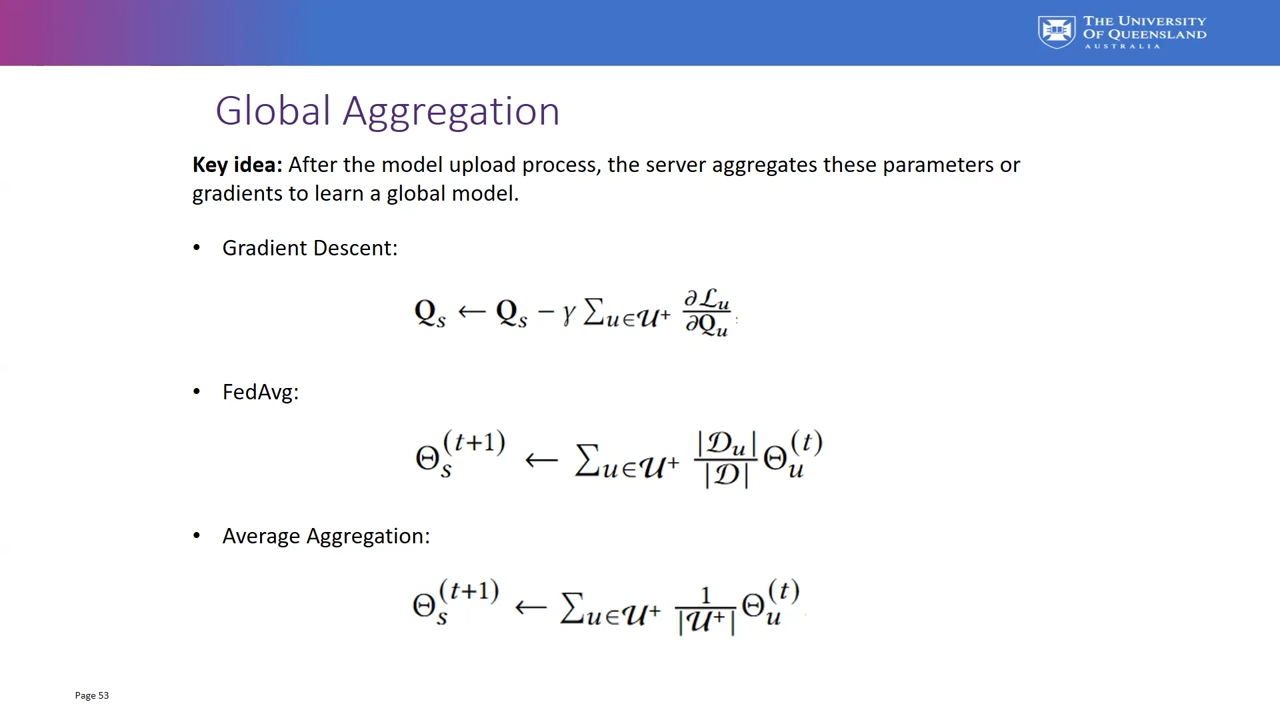 THE UNIVERSITY
OF QUEENSLAND
AUSTRALIA
Global Aggregation
Key idea: After the model upload process, the server aggregates these parameters or
gradients to learn a global model.
• Gradient Descent:
Q_s ← Q_s − γ ∑_{u∈𝒰⁺} ∂ℒ_u/∂Q_u
• FedAvg:
Θ_s^{(t+1)} ← ∑_{u∈𝒰⁺} |𝒟_u|/|𝒟| Θ_u^{(t)}
• Average Aggregation:
Θ_s^{(t+1)} ← ∑_{u∈𝒰⁺} 1/|𝒰⁺| Θ_u^{(t)}
Page 53